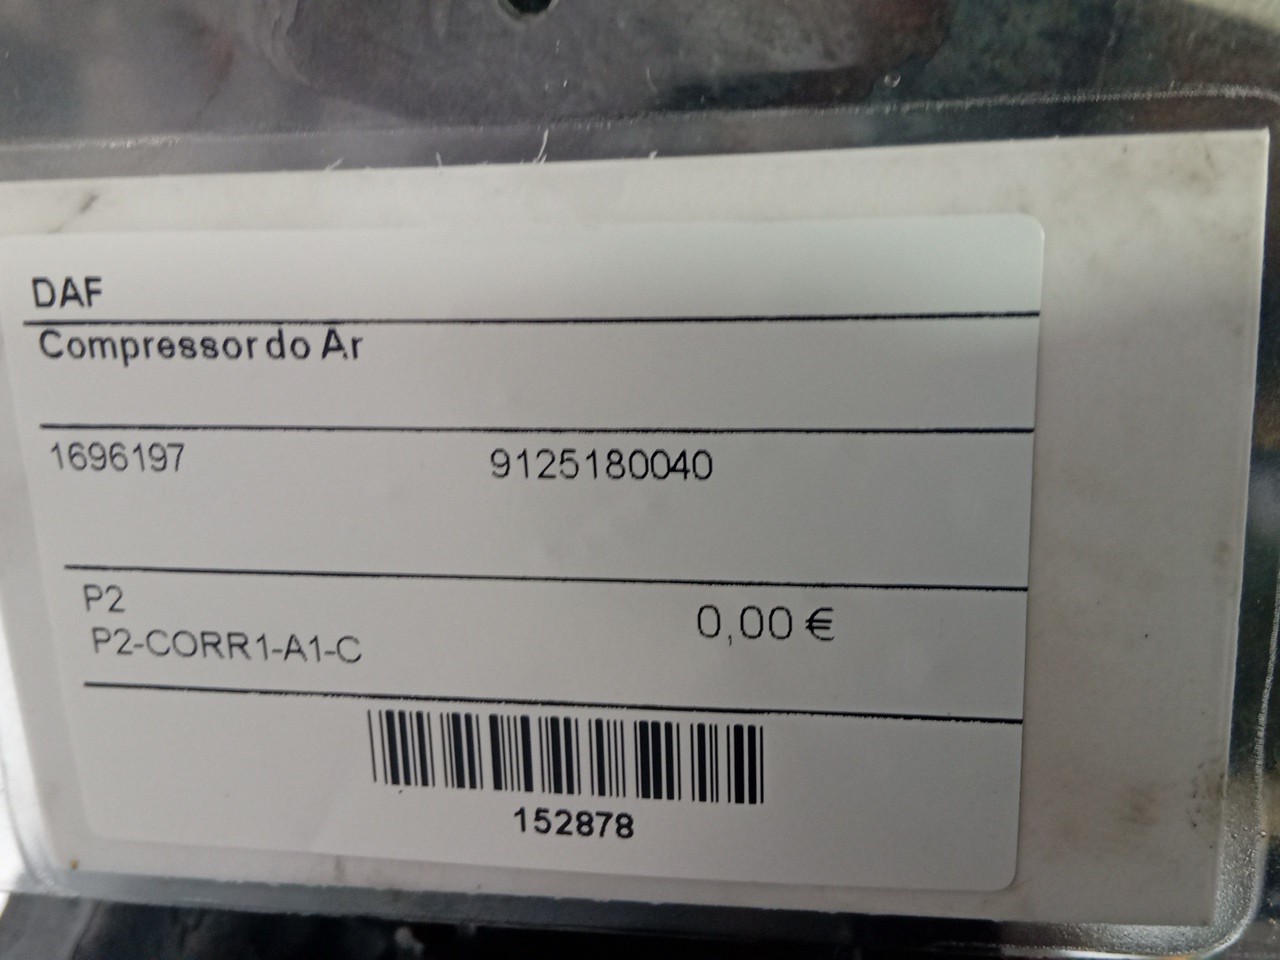 DAF
Compressor do Ar
1696197 9125180040
P2
P2-CORR1-A1-C 0,00 €
152878